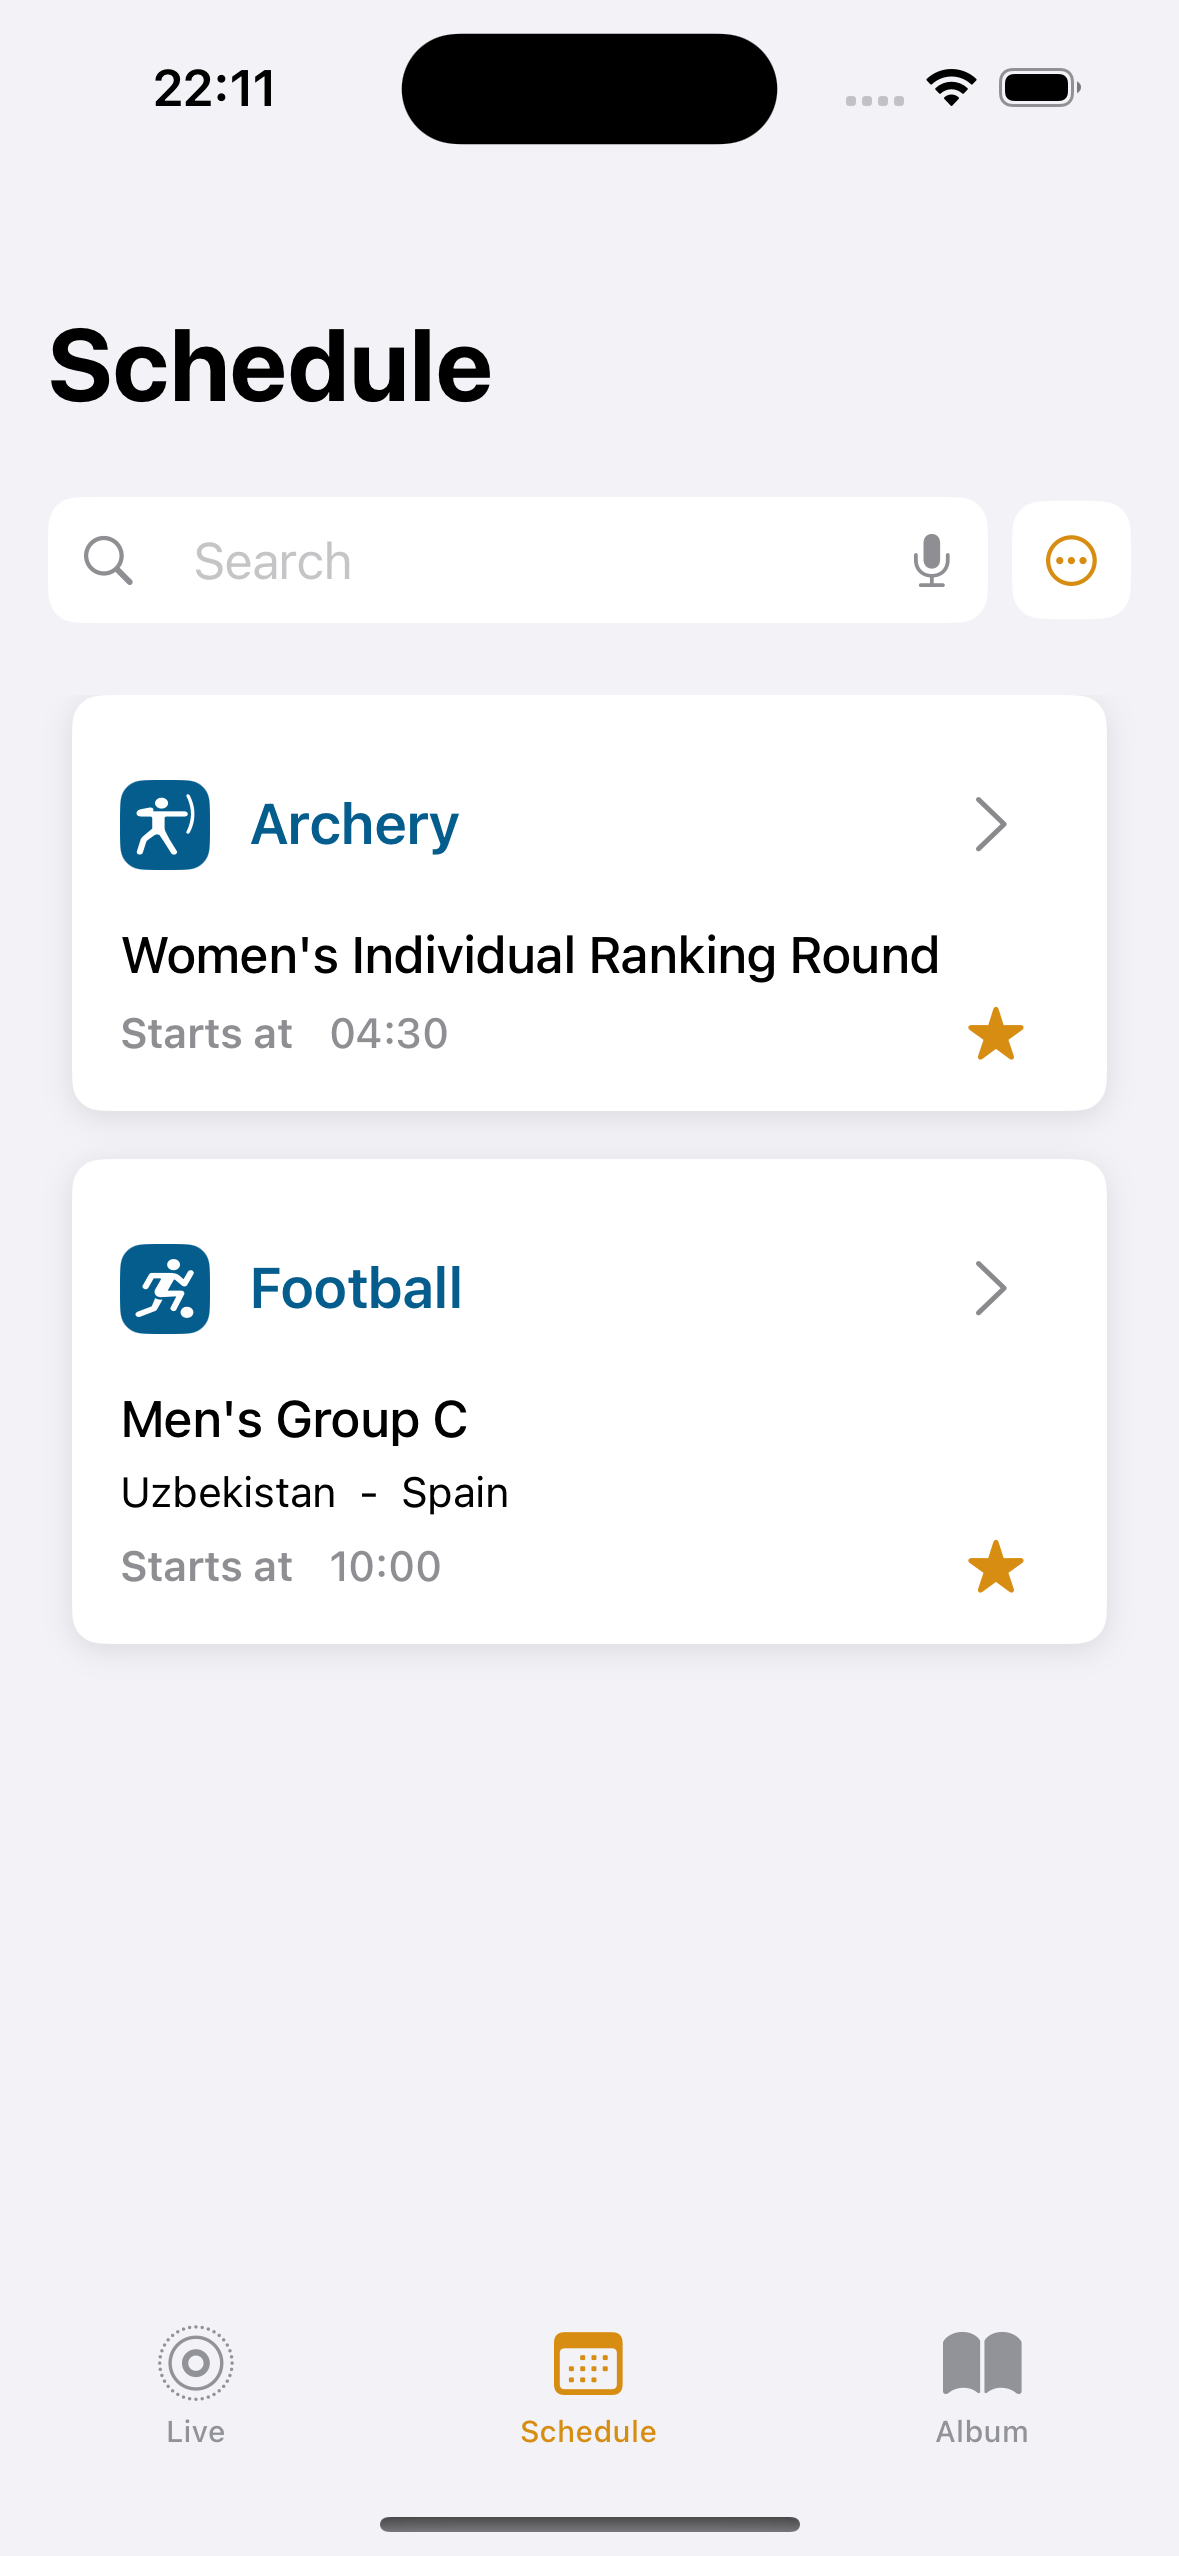 22:11
Schedule
Search
Archery
Women's Individual Ranking Round
Starts at 04:30
Football
Men's Group C
Uzbekistan - Spain
Starts at 10:00
Live
Schedule
Album